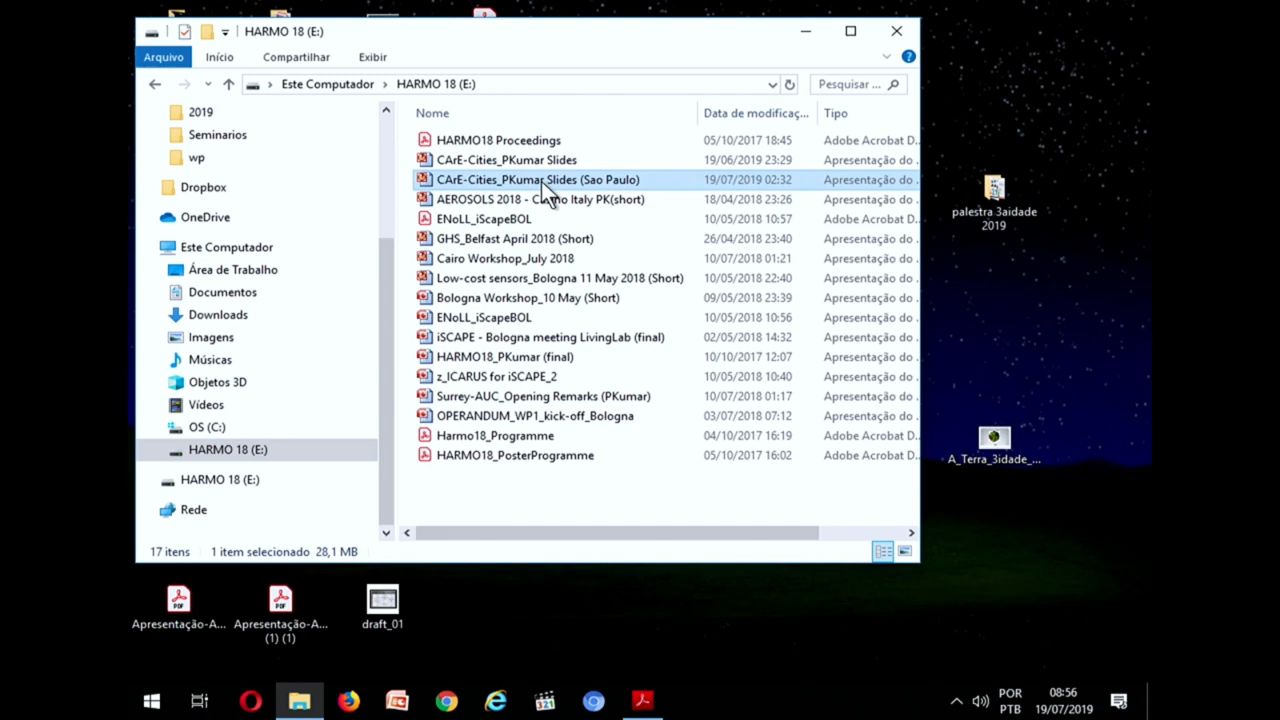 HARMO 18 (E:)
Arquivo Início Compartilhar Exibir
Este Computador HARMO 18 (E:) Pesquisar ...
2019
Seminarios
wp
Dropbox
OneDrive
Este Computador
Área de Trabalho
Documentos
Downloads
Imagens
Músicas
Objetos 3D
Vídeos
OS (C:)
HARMO 18 (E:)
HARMO 18 (E:)
Rede
Nome Data de modificaç... Tipo
HARMO18 Proceedings 05/10/2017 18:45 Adobe Acrobat D...
CArE-Cities_PKumar Slides 19/06/2019 23:29 Apresentação do ...
CArE-Cities_PKumar Slides (Sao Paulo) 19/07/2019 02:32 Apresentação do ...
AEROSOLS 2018 - Italy PK(short) 18/04/2018 23:26 Apresentação do ...
ENoLL_iScapeBOL 10/05/2018 10:57 Adobe Acrobat D...
GHS_Belfast April 2018 (Short) 26/04/2018 23:40 Apresentação do ...
Cairo Workshop_July 2018 10/07/2018 01:21 Apresentação do ...
Low-cost sensors_Bologna 11 May 2018 (Short) 10/05/2018 22:40 Apresentação do ...
Bologna Workshop_10 May (Short) 09/05/2018 23:39 Apresentação do ...
ENoLL_iScapeBOL 10/05/2018 10:56 Apresentação do ...
iSCAPE - Bologna meeting LivingLab (final) 02/05/2018 14:32 Apresentação do ...
HARMO18_PKumar (final) 10/10/2017 12:07 Apresentação do ...
z_ICARUS for iSCAPE_2 10/05/2018 10:40 Apresentação do ...
Surrey-AUC_Opening Remarks (PKumar) 10/07/2018 01:17 Apresentação do ...
OPERANDUM_WP1_kick-off_Bologna 03/07/2018 07:12 Apresentação do ...
Harmo18_Programme 04/10/2017 16:19 Adobe Acrobat D...
HARMO18_PosterProgramme 05/10/2017 16:02 Adobe Acrobat D...
17 itens 1 item selecionado 28,1 MB
palestra 3aidade
2019
A_Terra_3idade_...
PDF
Apresentação-A...
PDF
Apresentação-A...
(1) (1)
draft_01
321
POR
PTB
08:56
19/07/2019